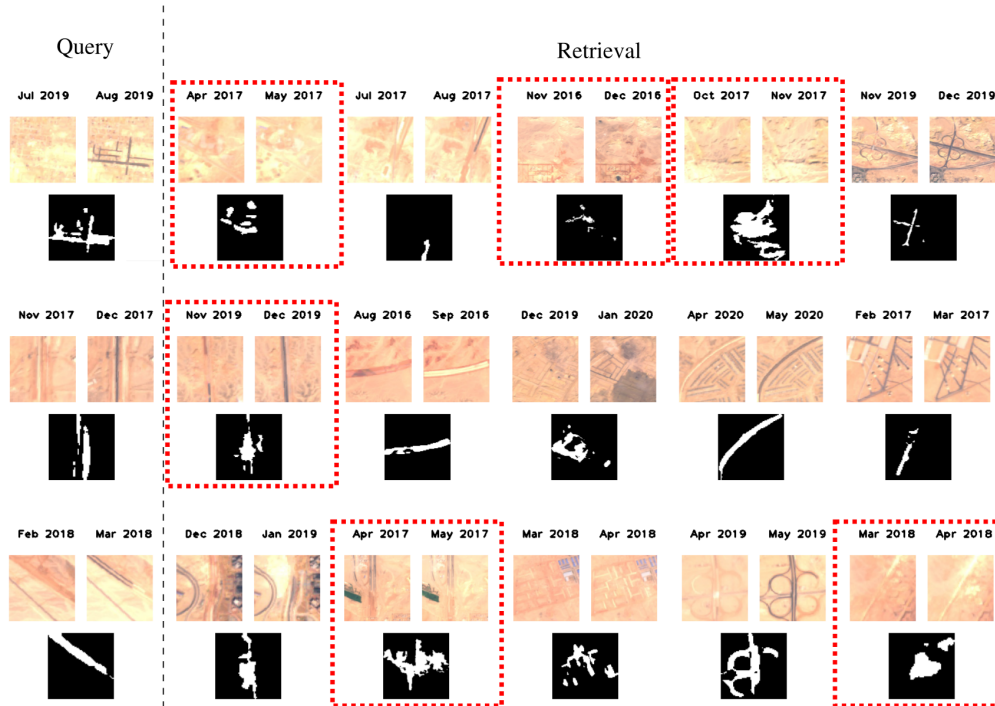 Query Retrieval
Jul 2019 Aug 2019 Apr 2017 May 2017 Jul 2017 Aug 2017 Nov 2016 Dec 2016 Oct 2017 Nov 2017 Nov 2019 Dec 2019
Nov 2017 Dec 2017 Nov 2019 Dec 2019 Aug 2016 Sep 2016 Dec 2019 Jan 2020 Apr 2020 May 2020 Feb 2017 Mar 2017
Feb 2018 Mar 2018 Dec 2018 Jan 2019 Apr 2017 May 2017 Mar 2018 Apr 2018 Apr 2019 May 2019 Mar 2018 Apr 2018